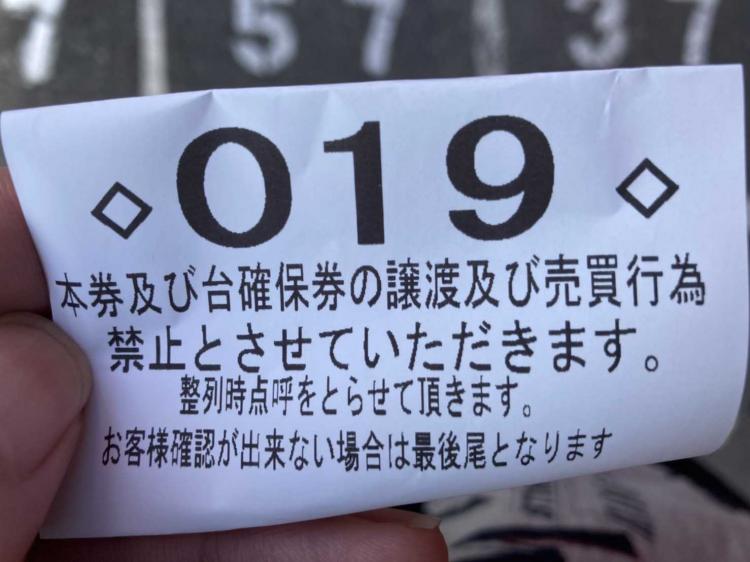 7 57 37
◇019◇
本券及び台確保券の譲渡及び売買行為
禁止とさせていただきます。
整列時点呼をとらせて頂きます。
お客様確認が出来ない場合は最後尾となります